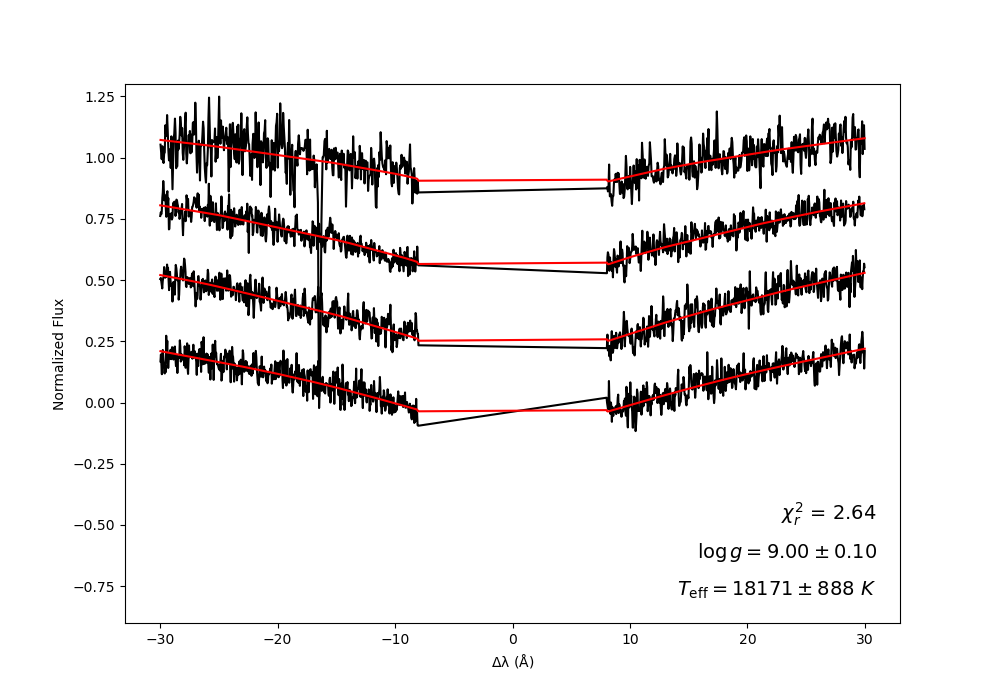 1.25
1.00
0.75
0.50
0.25
0.00
−0.25
−0.50
−0.75
Normalized Flux
χ²ᵣ = 2.64
log g = 9.00 ± 0.10
T_eff = 18171 ± 888 K
−30 −20 −10 0 10 20 30
Δλ (Å)